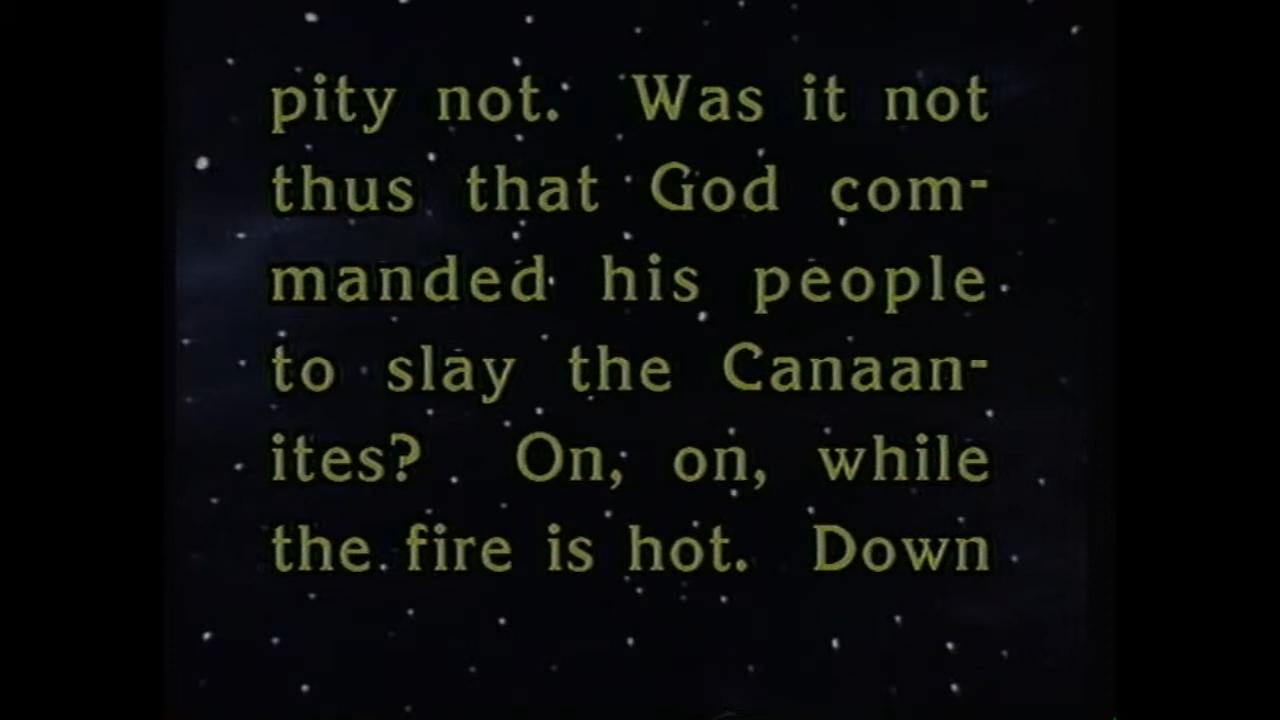 pity not. Was it not
thus that God com-
manded his people
to slay the Canaan-
ites? On, on, while
the fire is hot. Down